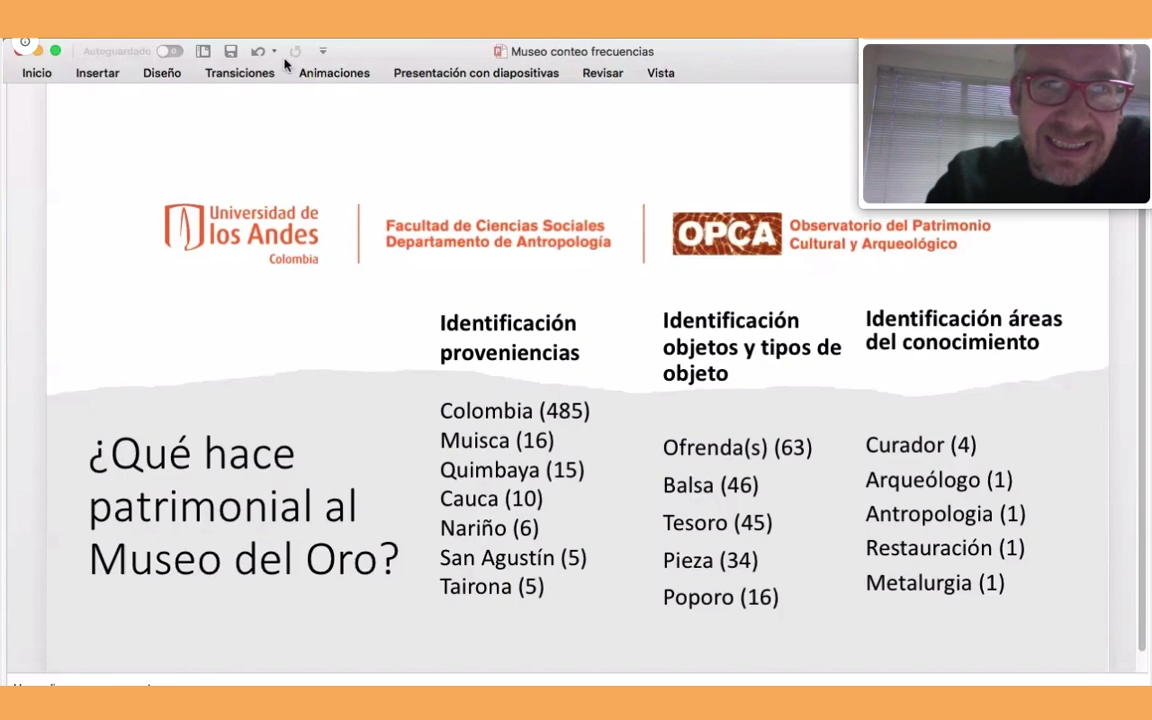 Autoguardado
Museo conteo frecuencias
Inicio Insertar Diseño Transiciones Animaciones Presentación con diapositivas Revisar Vista
Universidad de
los Andes
Colombia
Facultad de Ciencias Sociales
Departamento de Antropología
OPCA
Observatorio del Patrimonio
Cultural y Arqueológico
¿Qué hace
patrimonial al
Museo del Oro?
Identificación
proveniencias
Colombia (485)
Muisca (16)
Quimbaya (15)
Cauca (10)
Nariño (6)
San Agustín (5)
Tairona (5)
Identificación
objetos y tipos de
objeto
Ofrenda(s) (63)
Balsa (46)
Tesoro (45)
Pieza (34)
Poporo (16)
Identificación áreas
del conocimiento
Curador (4)
Arqueólogo (1)
Antropologia (1)
Restauración (1)
Metalurgia (1)